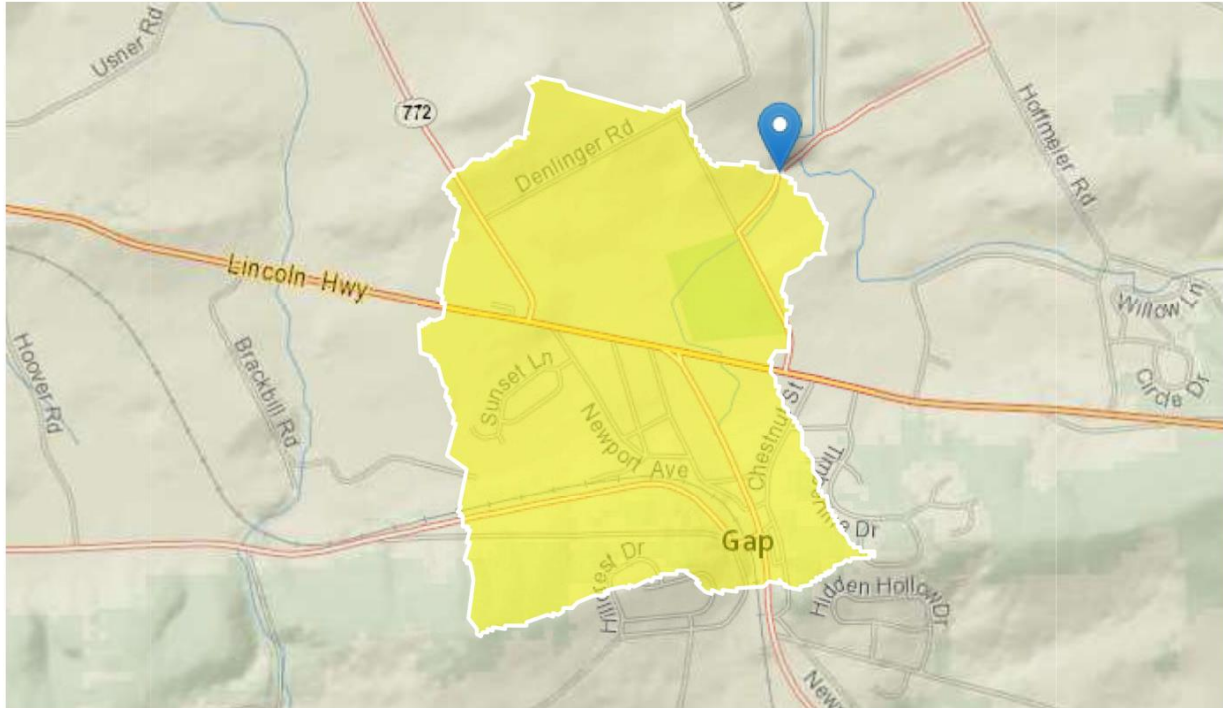 Usner Rd
772
Denlinger Rd
Hoffmeier Rd
Lincoln Hwy
Willow Ln
Circle Dr
Hoover Rd
Brackbill Rd
Sunset Ln
Newport Ave
Chestnut St
Gap
Hillcrest Dr
Hidden Hollow Dr